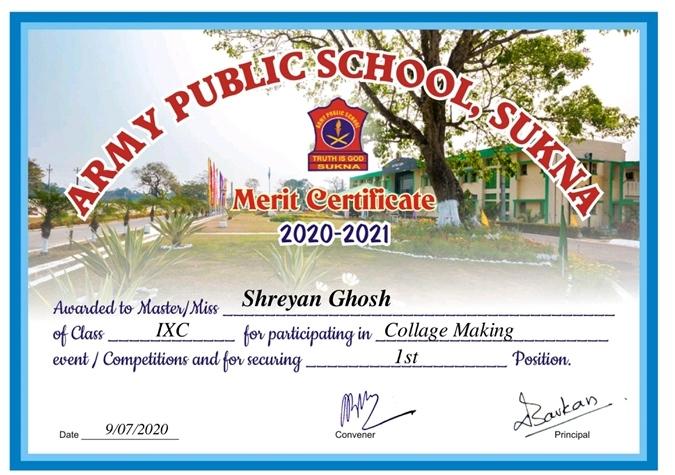 ARMY PUBLIC SCHOOL, SUKNA
ARMY PUBLIC SCHOOL
TRUTH IS GOD
SUKNA
Merit Certificate
2020-2021
Awarded to Master/Miss Shreyan Ghosh
of Class IXC for participating in Collage Making
event / Competitions and for securing 1st Position.
Date 9/07/2020 Convener Principal